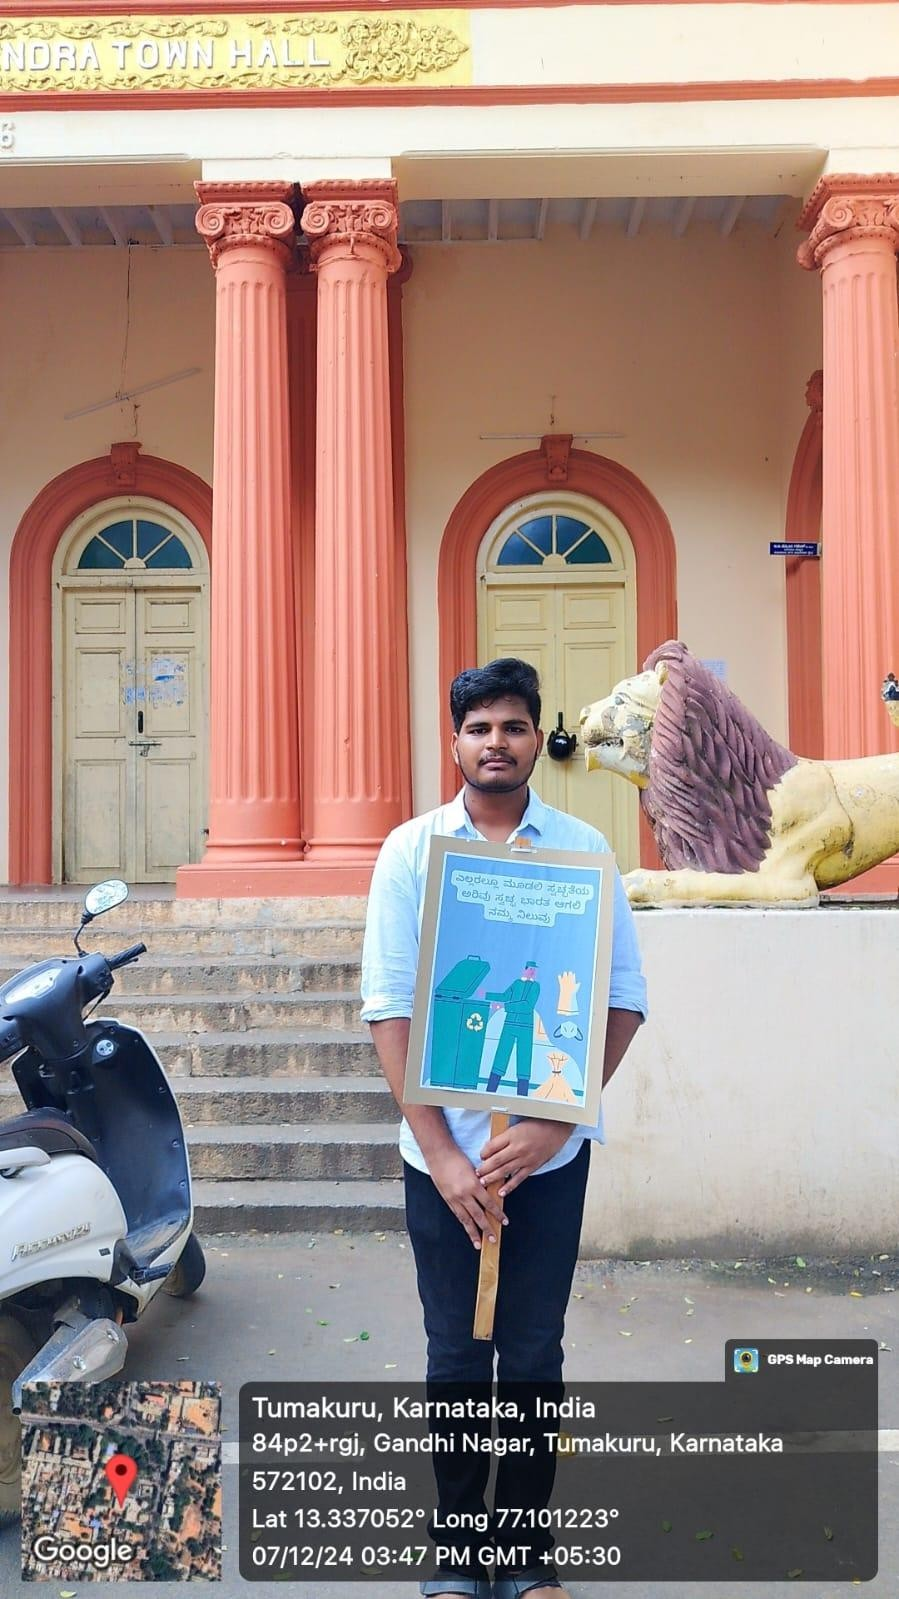 NDRA TOWN HALL
6
ಎಲ್ಲರಲ್ಲೂ ಮೂಡಲಿ ಸ್ವಚ್ಛತೆಯ
ಅರಿವು ಸ್ವಚ್ಛ ಭಾರತ ಆಗಲಿ
ನಮ್ಮ ನಿಲುವು
GPS Map Camera
Tumakuru, Karnataka, India
84p2+rgj, Gandhi Nagar, Tumakuru, Karnataka
572102, India
Lat 13.337052° Long 77.101223°
07/12/24 03:47 PM GMT +05:30
Google